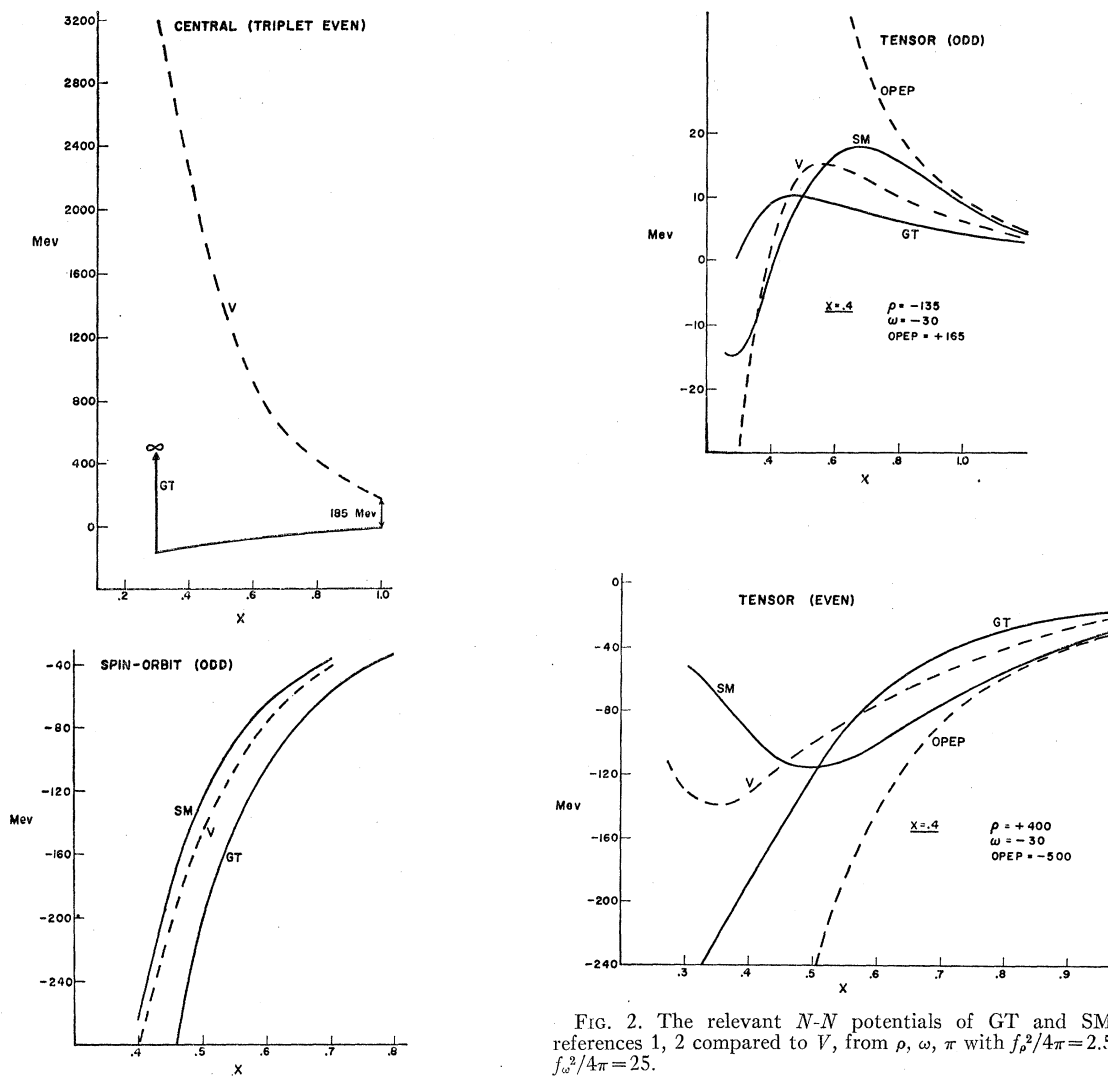 CENTRAL (TRIPLET EVEN)
3200
2800
2400
2000
Mev
1600
1200
800
400
0
V
∞
GT
185 Mev
.2 .4 .6 .8 1.0
X
TENSOR (ODD)
OPEP
SM
V
GT
20
10
Mev
0
-10
-20
X=.4 ρ=-135
ω=-30
OPEP=+165
.4 .6 .8 1.0
X
SPIN-ORBIT (ODD)
-40
-80
-120
Mev
-160
-200
-240
SM
V
GT
.4 .5 .6 .7 .8
X
TENSOR (EVEN)
0
-40
-80
-120
Mev
-160
-200
-240
GT
SM
OPEP
V
X=.4 ρ=+400
ω=-30
OPEP=-500
.3 .4 .5 .6 .7 .8 .9
X
FIG. 2. The relevant N-N potentials of GT and SM
references 1, 2 compared to V, from ρ, ω, π with fρ²/4π=2.5
fω²/4π=25.